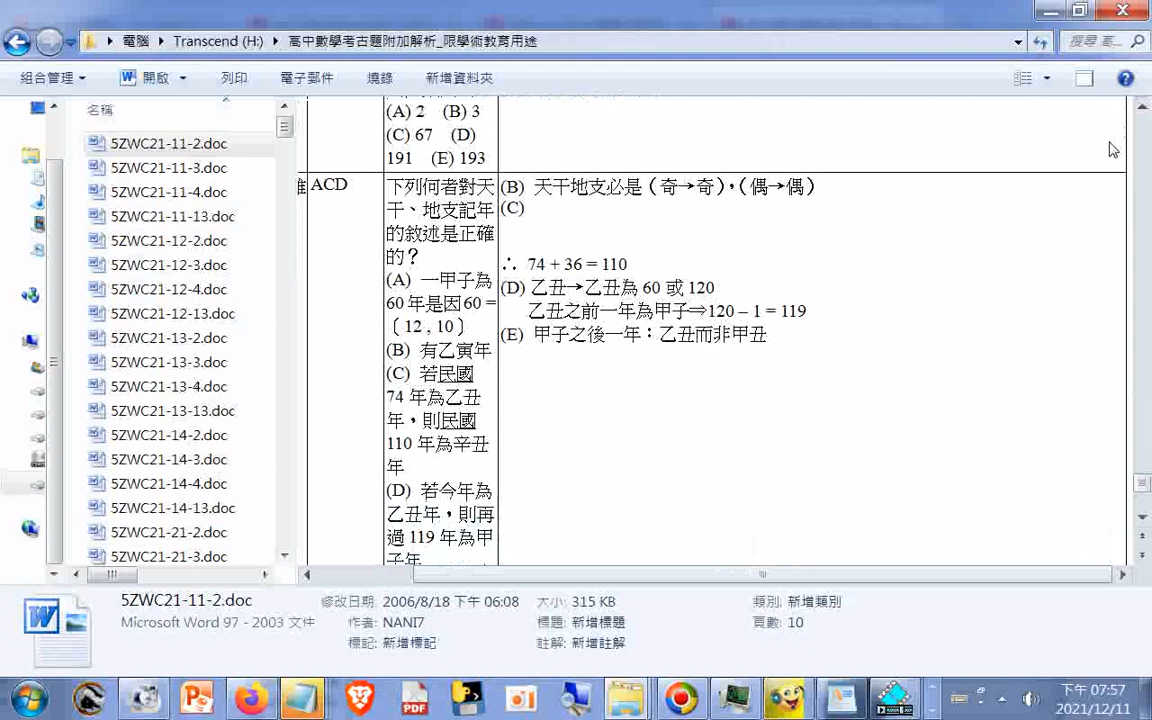 電腦 Transcend (H:) 高中數學考古題附加解析_限學術教育用途
搜尋 高...
組合管理 開啟 列印 電子郵件 燒錄 新增資料夾
名稱
5ZWC21-11-2.doc
5ZWC21-11-3.doc
5ZWC21-11-4.doc
5ZWC21-11-13.doc
5ZWC21-12-2.doc
5ZWC21-12-3.doc
5ZWC21-12-4.doc
5ZWC21-12-13.doc
5ZWC21-13-2.doc
5ZWC21-13-3.doc
5ZWC21-13-4.doc
5ZWC21-13-13.doc
5ZWC21-14-2.doc
5ZWC21-14-3.doc
5ZWC21-14-4.doc
5ZWC21-14-13.doc
5ZWC21-21-2.doc
5ZWC21-21-3.doc
(A) 2 (B) 3
(C) 67 (D)
191 (E) 193
ACD
下列何者對天
干、地支記年
的敘述是正確
的？
(A) 一甲子為
60 年是因60 =
〔12 , 10〕
(B) 有乙寅年
(C) 若民國
74 年為乙丑
年，則民國
110 年為辛丑
年
(D) 若今年為
乙丑年，則再
過 119 年為甲
子年
(B) 天干地支必是（奇→奇），（偶→偶）
(C)
∴ 74 + 36 = 110
(D) 乙丑→乙丑為 60 或 120
乙丑之前一年為甲子⇒120 – 1 = 119
(E) 甲子之後一年：乙丑而非甲丑
5ZWC21-11-2.doc
Microsoft Word 97 - 2003 文件
修改日期: 2006/8/18 下午 06:08
作者: NANI7
標記: 新增標記
大小: 315 KB
標題: 新增標題
註解: 新增註解
類別: 新增類別
頁數: 10
PDF
下午 07:57
2021/12/11